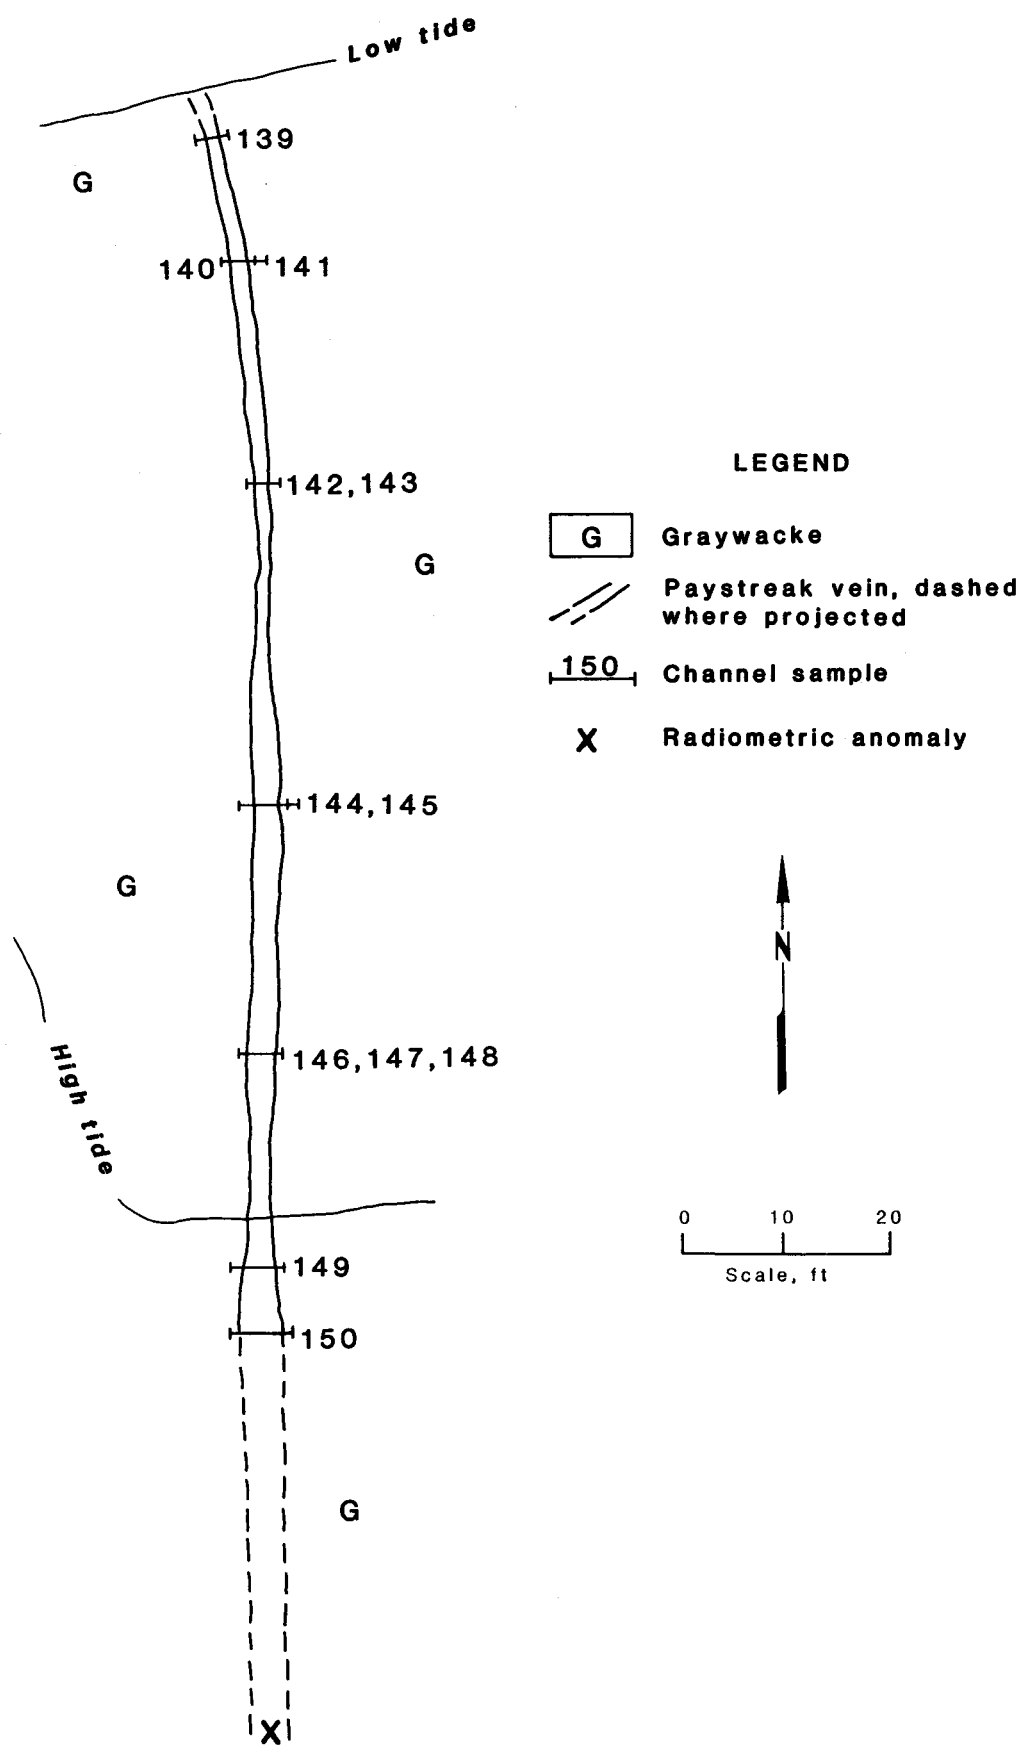 Low tide
139
G
140
141
LEGEND
142,143
G Graywacke
G
Paystreak vein, dashed
where projected
150 Channel sample
X Radiometric anomaly
144,145
G
N
High tide
146,147,148
0 10 20
Scale, ft
149
150
G
X